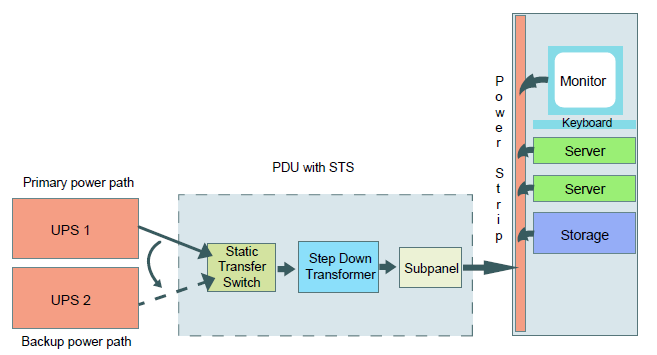 Primary power path
UPS 1
UPS 2
Backup power path
PDU with STS
Static
Transfer
Switch
Step Down
Transformer
Subpanel
Power Strip
Monitor
Keyboard
Server
Server
Storage